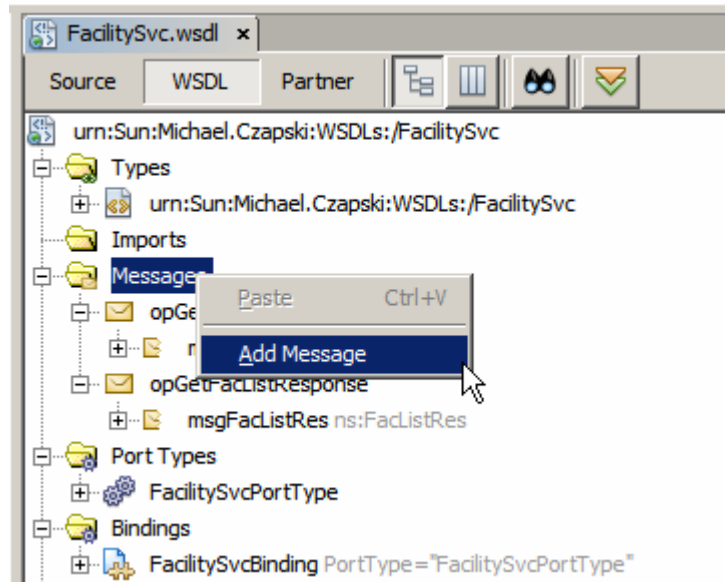 FacilitySvc.wsdl ×
Source WSDL Partner
urn:Sun:Michael.Czapski:WSDLs:/FacilitySvc
Types
urn:Sun:Michael.Czapski:WSDLs:/FacilitySvc
Imports
Messages
Paste Ctrl+V
opGe
Add Message
opGetFacListResponse
msgFacListRes ns:FacListRes
Port Types
FacilitySvcPortType
Bindings
FacilitySvcBinding PortType="FacilitySvcPortType"